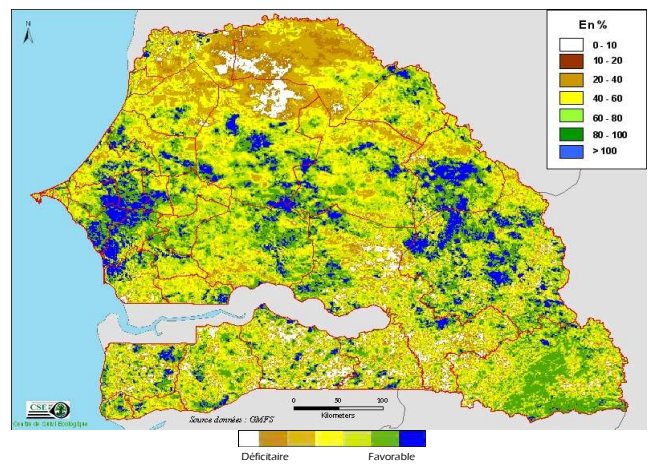 N
En %
0 - 10
10 - 20
20 - 40
40 - 60
60 - 80
80 - 100
> 100
CSE
Centre de Suivi Ecologique
Source données : GMFS
0 50 100
Kilometers
Déficitaire Favorable